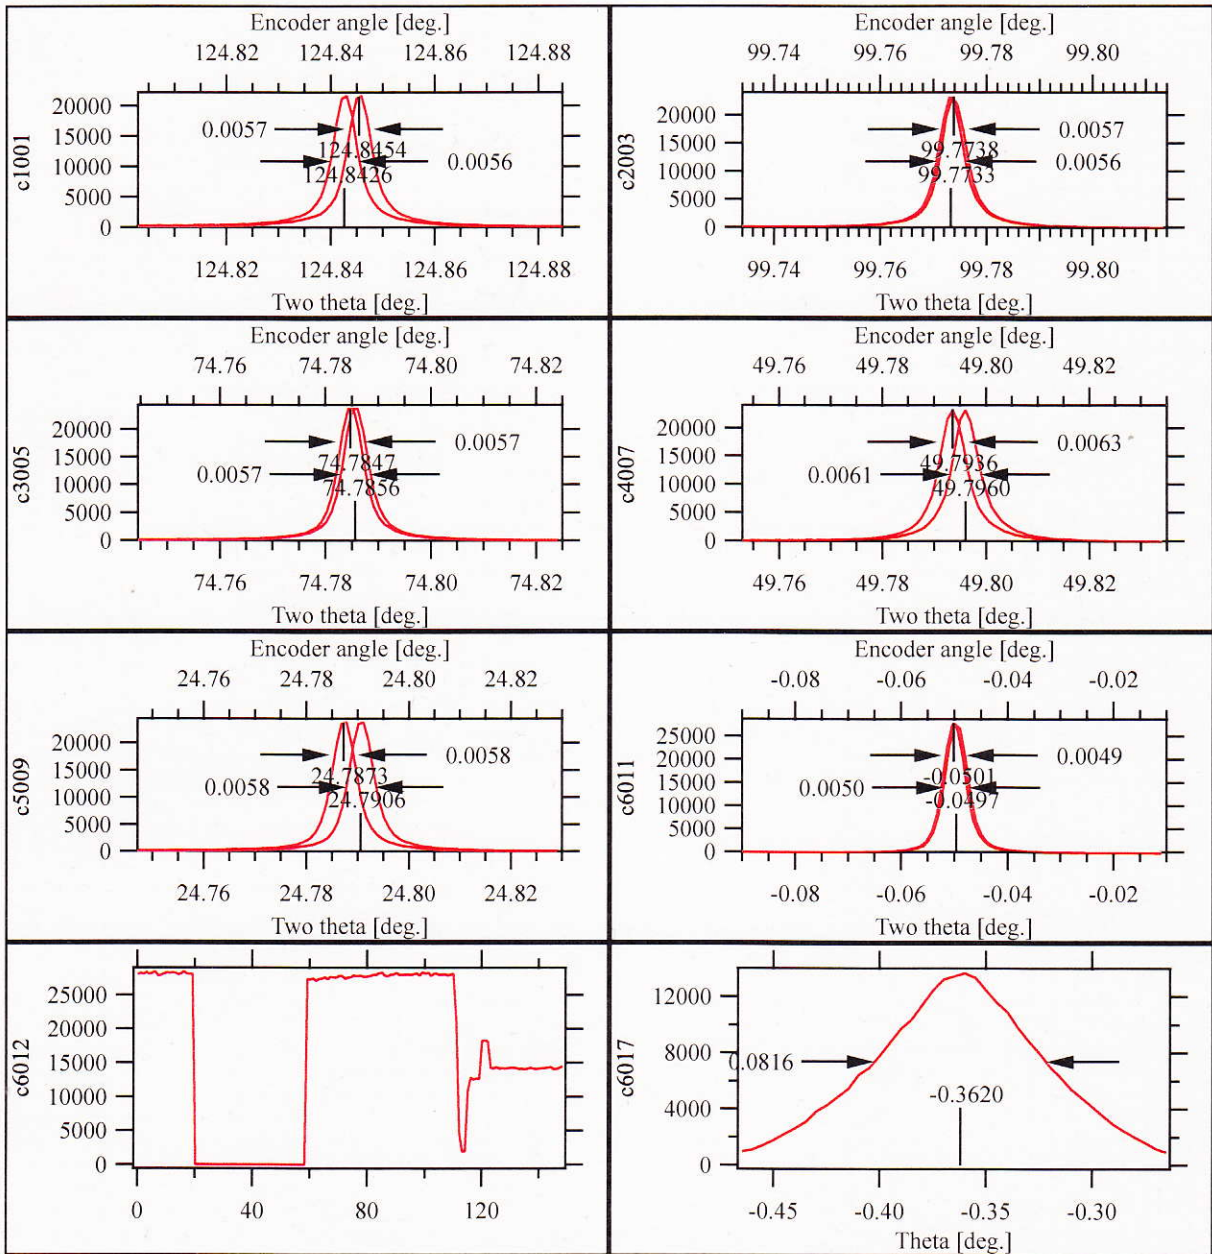 Encoder angle [deg.]
124.82 124.84 124.86 124.88
c1001
20000
15000
10000
5000
0
0.0057
124.8454
124.8426
0.0056
124.82 124.84 124.86 124.88
Two theta [deg.]
Encoder angle [deg.]
99.74 99.76 99.78 99.80
c2003
20000
15000
10000
5000
0
0.0057
99.7738
99.7733
0.0056
99.74 99.76 99.78 99.80
Two theta [deg.]
Encoder angle [deg.]
74.76 74.78 74.80 74.82
c3005
20000
15000
10000
5000
0
0.0057
74.7847
0.0057
74.7856
74.76 74.78 74.80 74.82
Two theta [deg.]
Encoder angle [deg.]
49.76 49.78 49.80 49.82
c4007
20000
15000
10000
5000
0
0.0063
49.7936
0.0061
49.7960
49.76 49.78 49.80 49.82
Two theta [deg.]
Encoder angle [deg.]
24.76 24.78 24.80 24.82
c5009
20000
15000
10000
5000
0
0.0058
24.7873
0.0058
24.7906
24.76 24.78 24.80 24.82
Two theta [deg.]
Encoder angle [deg.]
-0.08 -0.06 -0.04 -0.02
c6011
25000
20000
15000
10000
5000
0
0.0049
-0.0501
0.0050
-0.0497
-0.08 -0.06 -0.04 -0.02
Two theta [deg.]
c6012
25000
20000
15000
10000
5000
0
0 40 80 120
c6017
12000
8000
4000
0
0.0816
-0.3620
-0.45 -0.40 -0.35 -0.30
Theta [deg.]